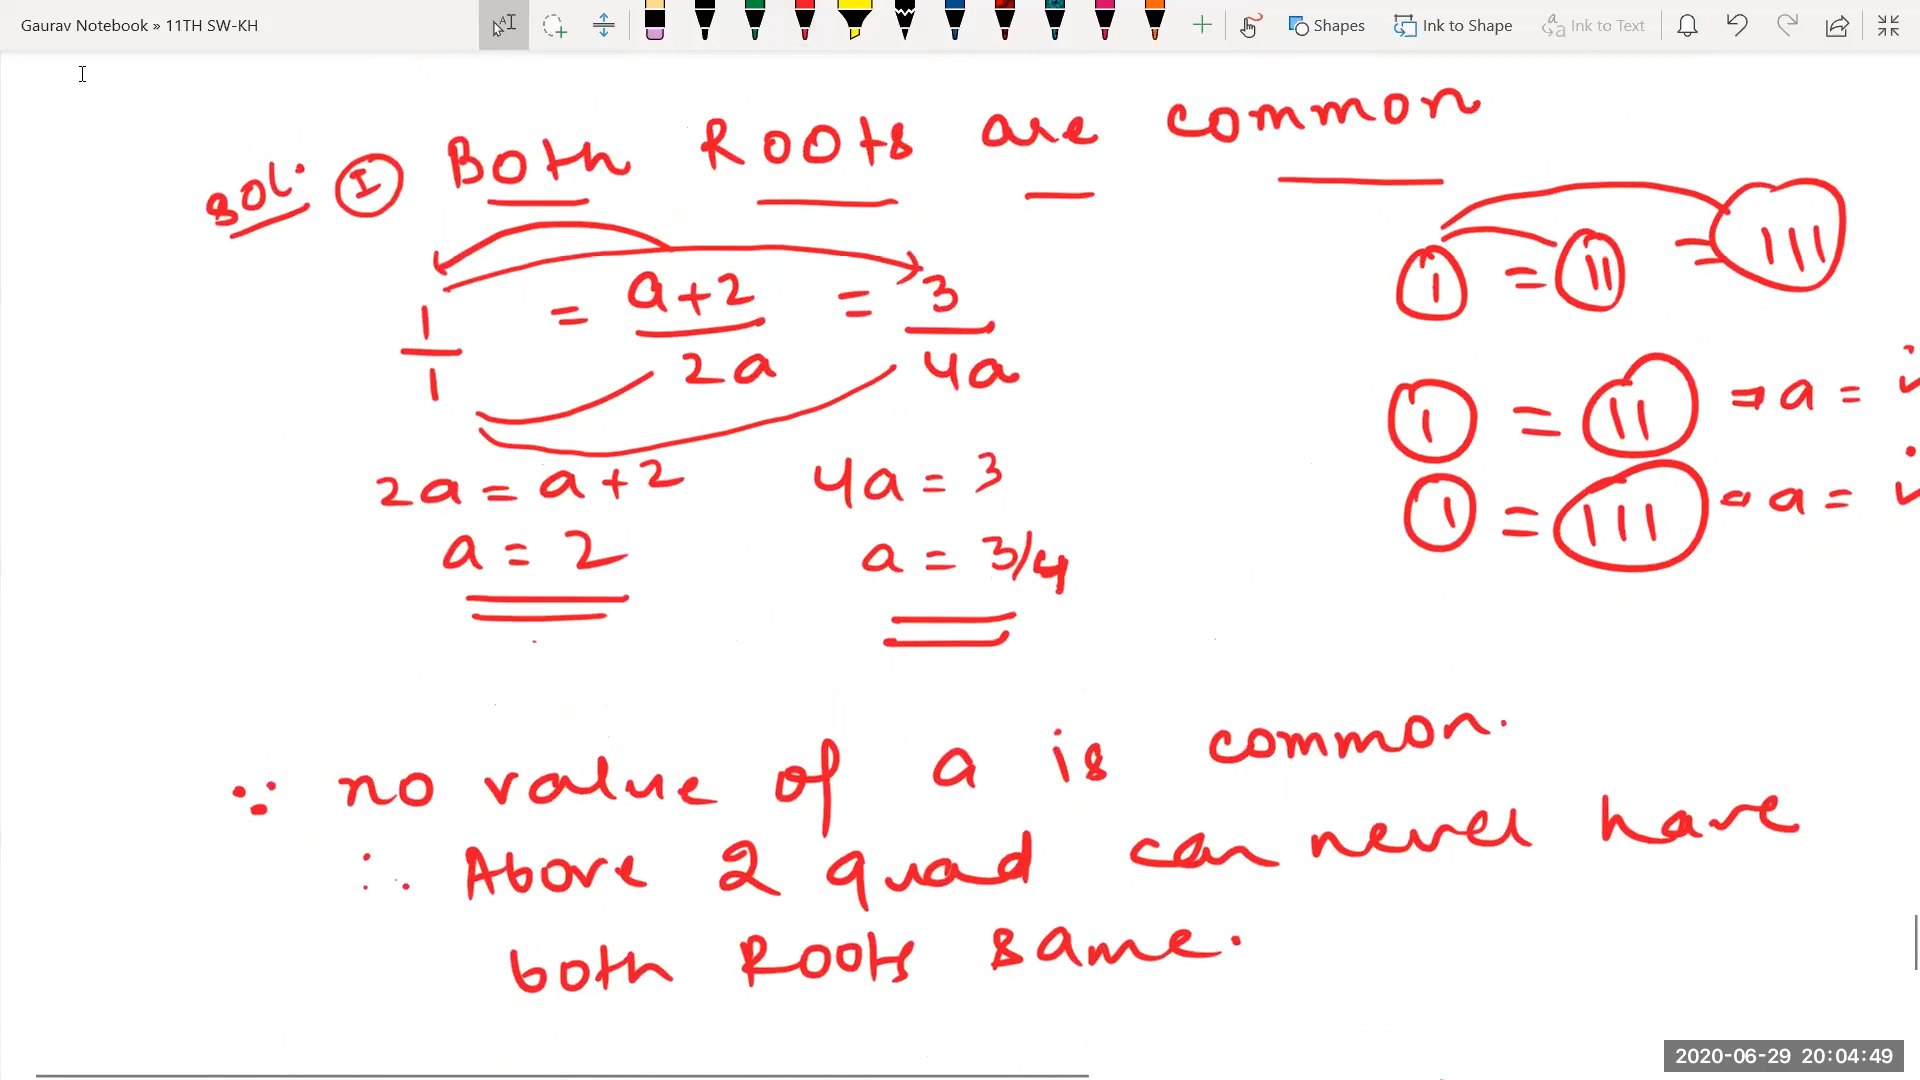 Gaurav Notebook » 11TH SW-KH
Shapes Ink to Shape Ink to Text
sol. I Both Roots are common
1/1 = a+2/2a = 3/4a
I = II = III
I = II ⇒ a = ✓
I = III ⇒ a = ✓
2a = a+2 4a = 3
a = 2 a = 3/4
∵ no value of a is common.
∴ Above 2 quad can never have
both Roots same.
2020-06-29 20:04:49